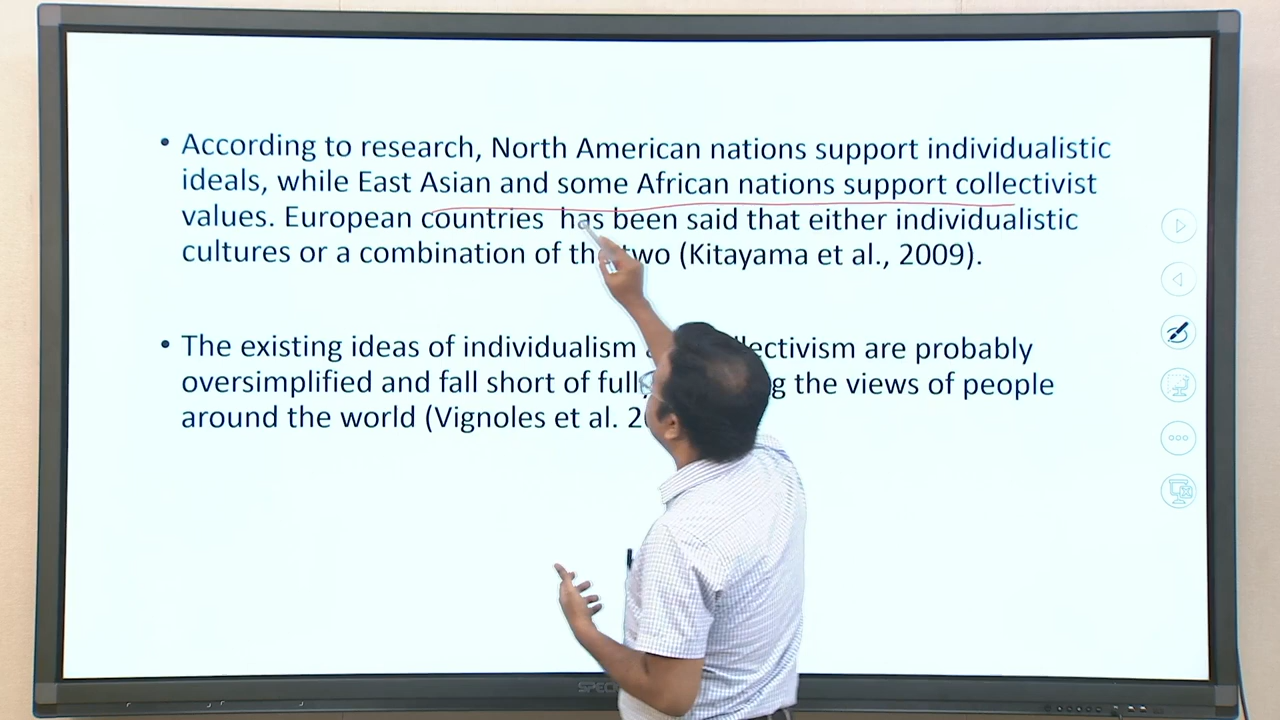 • According to research, North American nations support individualistic
ideals, while East Asian and some African nations support collectivist
values. European countries has been said that either individualistic
cultures or a combination of the two (Kitayama et al., 2009).
• The existing ideas of individualism collectivism are probably
oversimplified and fall short of the views of people
around the world (Vignoles et al.